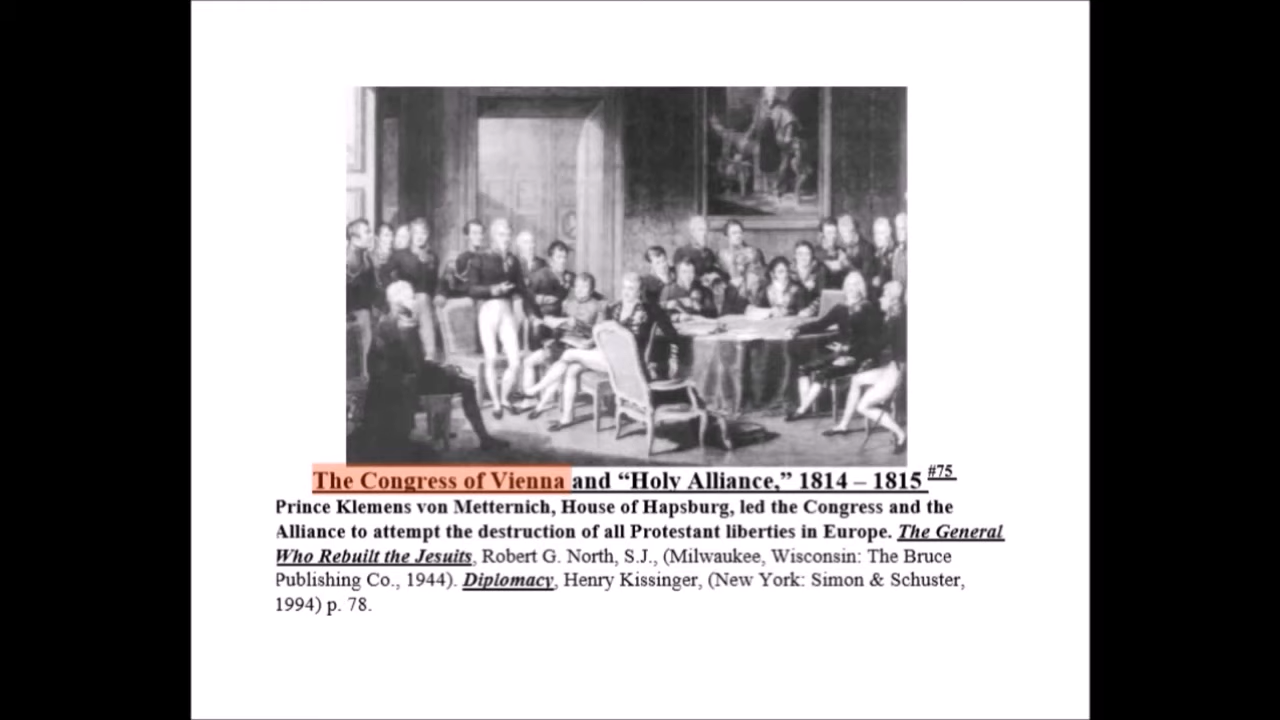 The Congress of Vienna and “Holy Alliance,” 1814 – 1815 #75
Prince Klemens von Metternich, House of Hapsburg, led the Congress and the
Alliance to attempt the destruction of all Protestant liberties in Europe. The General
Who Rebuilt the Jesuits, Robert G. North, S.J., (Milwaukee, Wisconsin: The Bruce
Publishing Co., 1944). Diplomacy, Henry Kissinger, (New York: Simon & Schuster,
1994) p. 78.